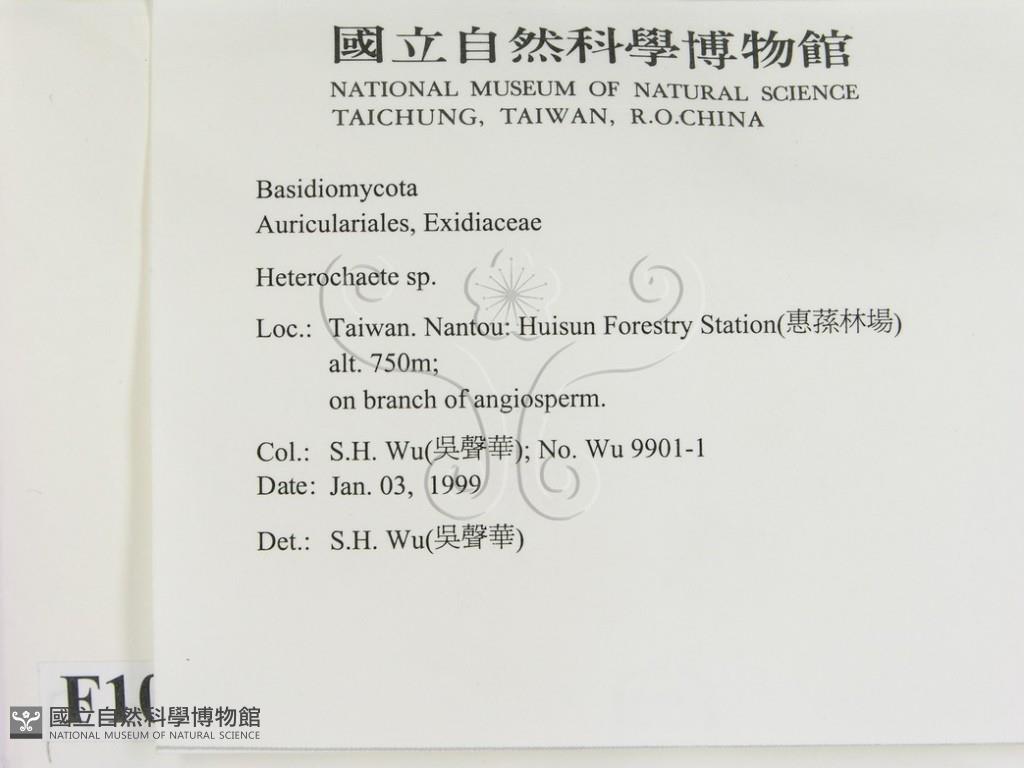 國立自然科學博物館
NATIONAL MUSEUM OF NATURAL SCIENCE
TAICHUNG, TAIWAN, R.O.CHINA
Basidiomycota
Auriculariales, Exidiaceae
Heterochaete sp.
Loc.: Taiwan. Nantou: Huisun Forestry Station(惠蓀林場)
alt. 750m;
on branch of angiosperm.
Col.: S.H. Wu(吳聲華); No. Wu 9901-1
Date: Jan. 03, 1999
Det.: S.H. Wu(吳聲華)
國立自然科學博物館
NATIONAL MUSEUM OF NATURAL SCIENCE